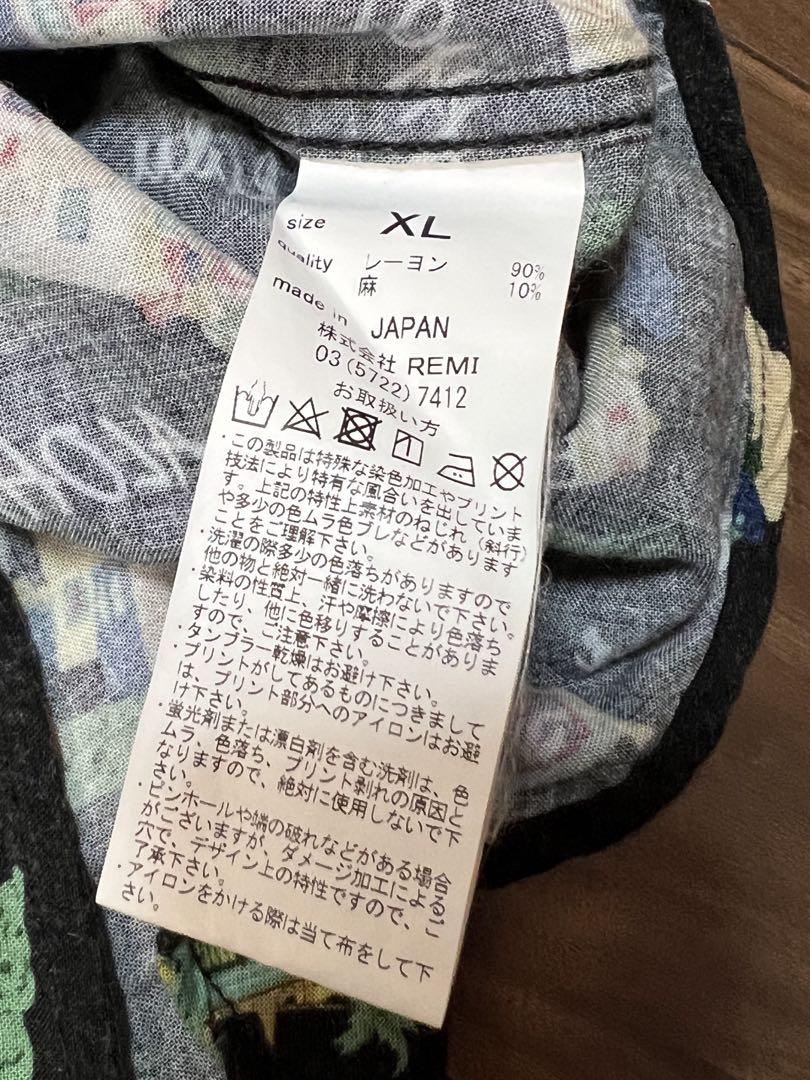 size XL
quality レーヨン 90%
麻 10%
made in JAPAN
株式会社 REMI
03(5722)7412
お取扱い方
・この製品は特殊な染色加工やプリント
技法により特有な風合いを出していま
す。上記の特性上素材のねじれ（斜行）
や多少の色ムラ色ブレなどがあります
ことをご理解下さい。
・洗濯の際多少の色落ちがありますので
他の物と絶対一緒に洗わないで下さい。
・染料の性質上、汗や摩擦により色落ち
したり、他に色移りすることがありま
すので、ご注意下さい。
・タンブラー乾燥はお避け下さい。
・プリントがしてあるものにつきまして
は、プリント部分へのアイロンはお避
け下さい。
・蛍光剤または漂白剤を含む洗剤は、色
ムラ、色落ち、プリント剥れの原因と
なりますので、絶対に使用しないで下
さい。
・ピンホールや端の破れなどがある場合
がございますが、ダメージ加工による
穴で、デザイン上の特性ですので、ご
了承下さい。
・アイロンをかける際は当て布をして下
さい。